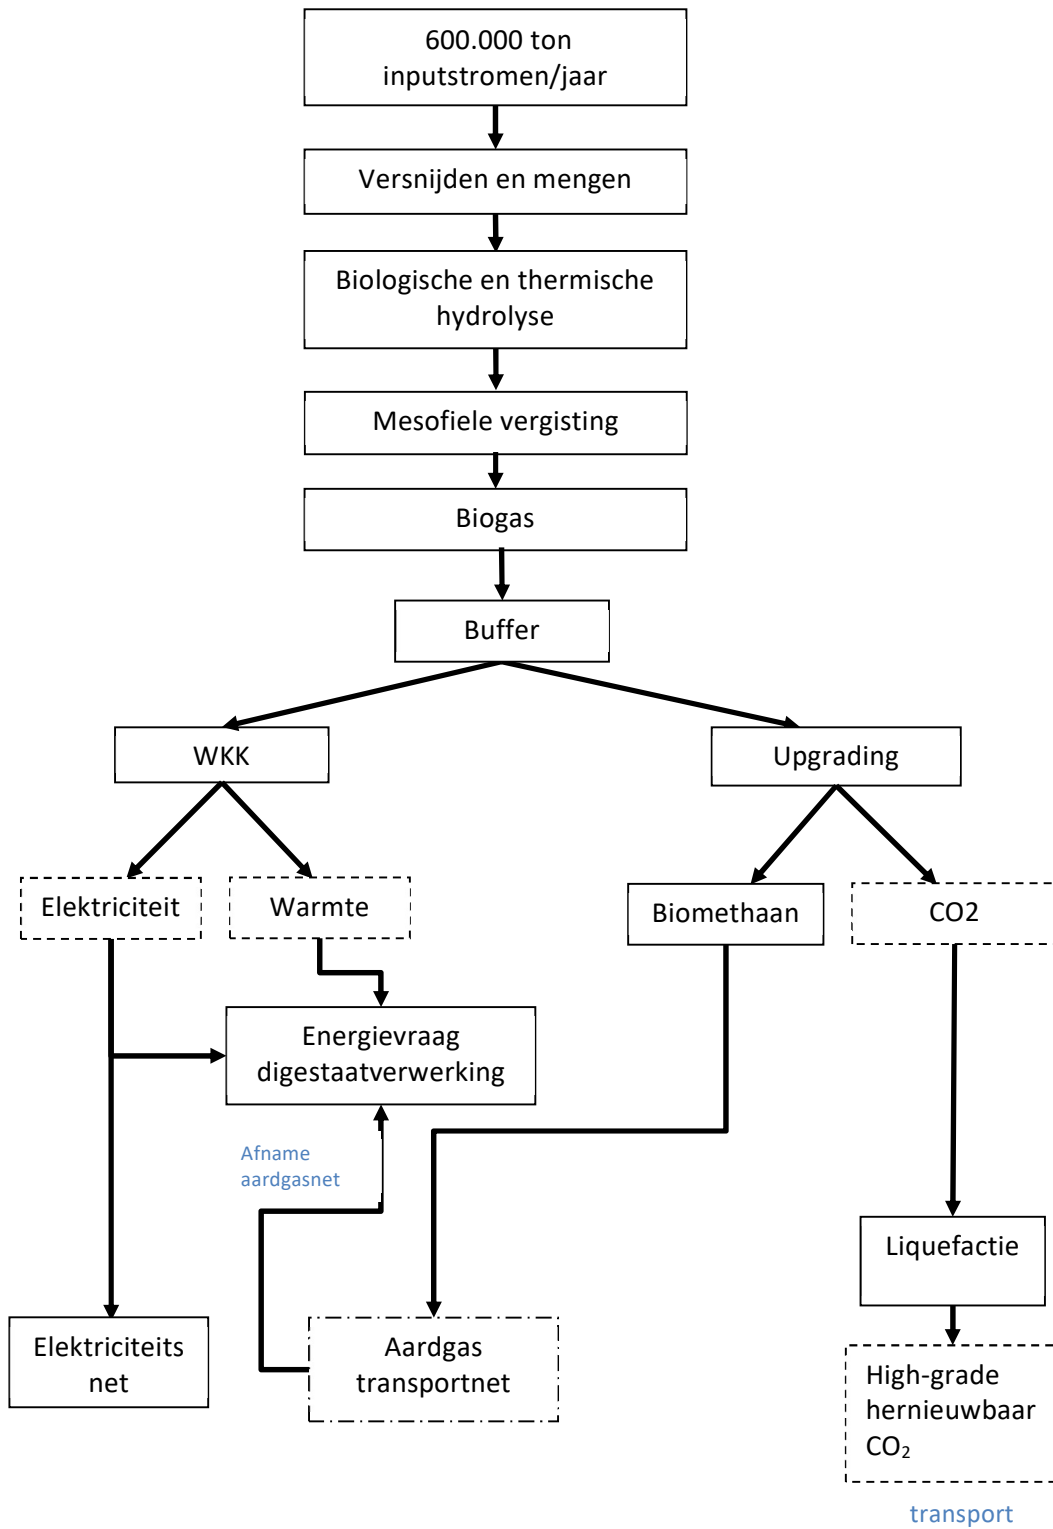 600.000 ton
inputstromen/jaar
Versnijden en mengen
Biologische en thermische
hydrolyse
Mesofiele vergisting
Biogas
Buffer
WKK
Upgrading
Elektriciteit
Warmte
Biomethaan
CO2
Energievraag
digestaatverwerking
Afname
aardgasnet
Liquefactie
Elektriciteits
net
Aardgas
transportnet
High-grade
hernieuwbaar
CO₂
transport